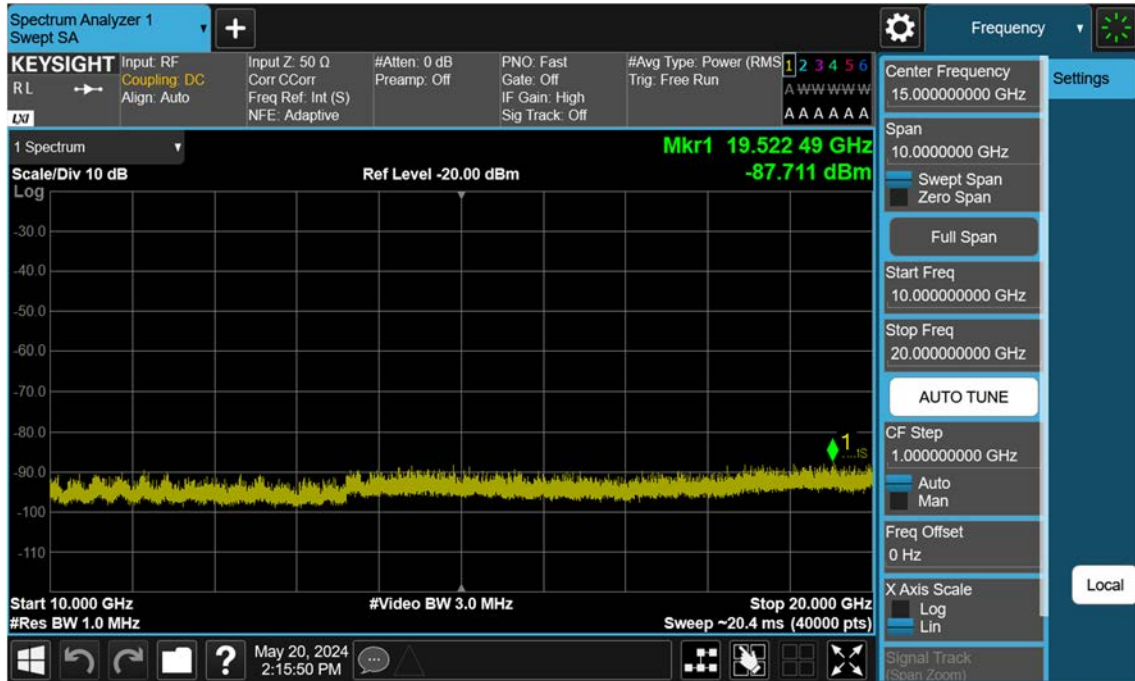 Spectrum Analyzer 1
Swept SA
Frequency
KEYSIGHT
R L
LXI
Input: RF
Coupling: DC
Align: Auto
Input Z: 50 Ω
Corr CCorr
Freq Ref: Int (S)
NFE: Adaptive
#Atten: 0 dB
Preamp: Off
PNO: Fast
Gate: Off
IF Gain: High
Sig Track: Off
#Avg Type: Power (RMS
Trig: Free Run
1 2 3 4 5 6
A W W W W W
A A A A A A
1 Spectrum
Mkr1 19.522 49 GHz
Scale/Div 10 dB
Ref Level -20.00 dBm
-87.711 dBm
Log
-30.0
-40.0
-50.0
-60.0
-70.0
-80.0
-90.0
-100
-110
1
Start 10.000 GHz
#Video BW 3.0 MHz
Stop 20.000 GHz
#Res BW 1.0 MHz
Sweep ~20.4 ms (40000 pts)
Center Frequency
15.000000000 GHz
Settings
Span
10.0000000 GHz
Swept Span
Zero Span
Full Span
Start Freq
10.000000000 GHz
Stop Freq
20.000000000 GHz
AUTO TUNE
CF Step
1.000000000 GHz
Auto
Man
Freq Offset
0 Hz
X Axis Scale
Log
Lin
Local
Signal Track
(Span Zoom)
?
May 20, 2024
2:15:50 PM